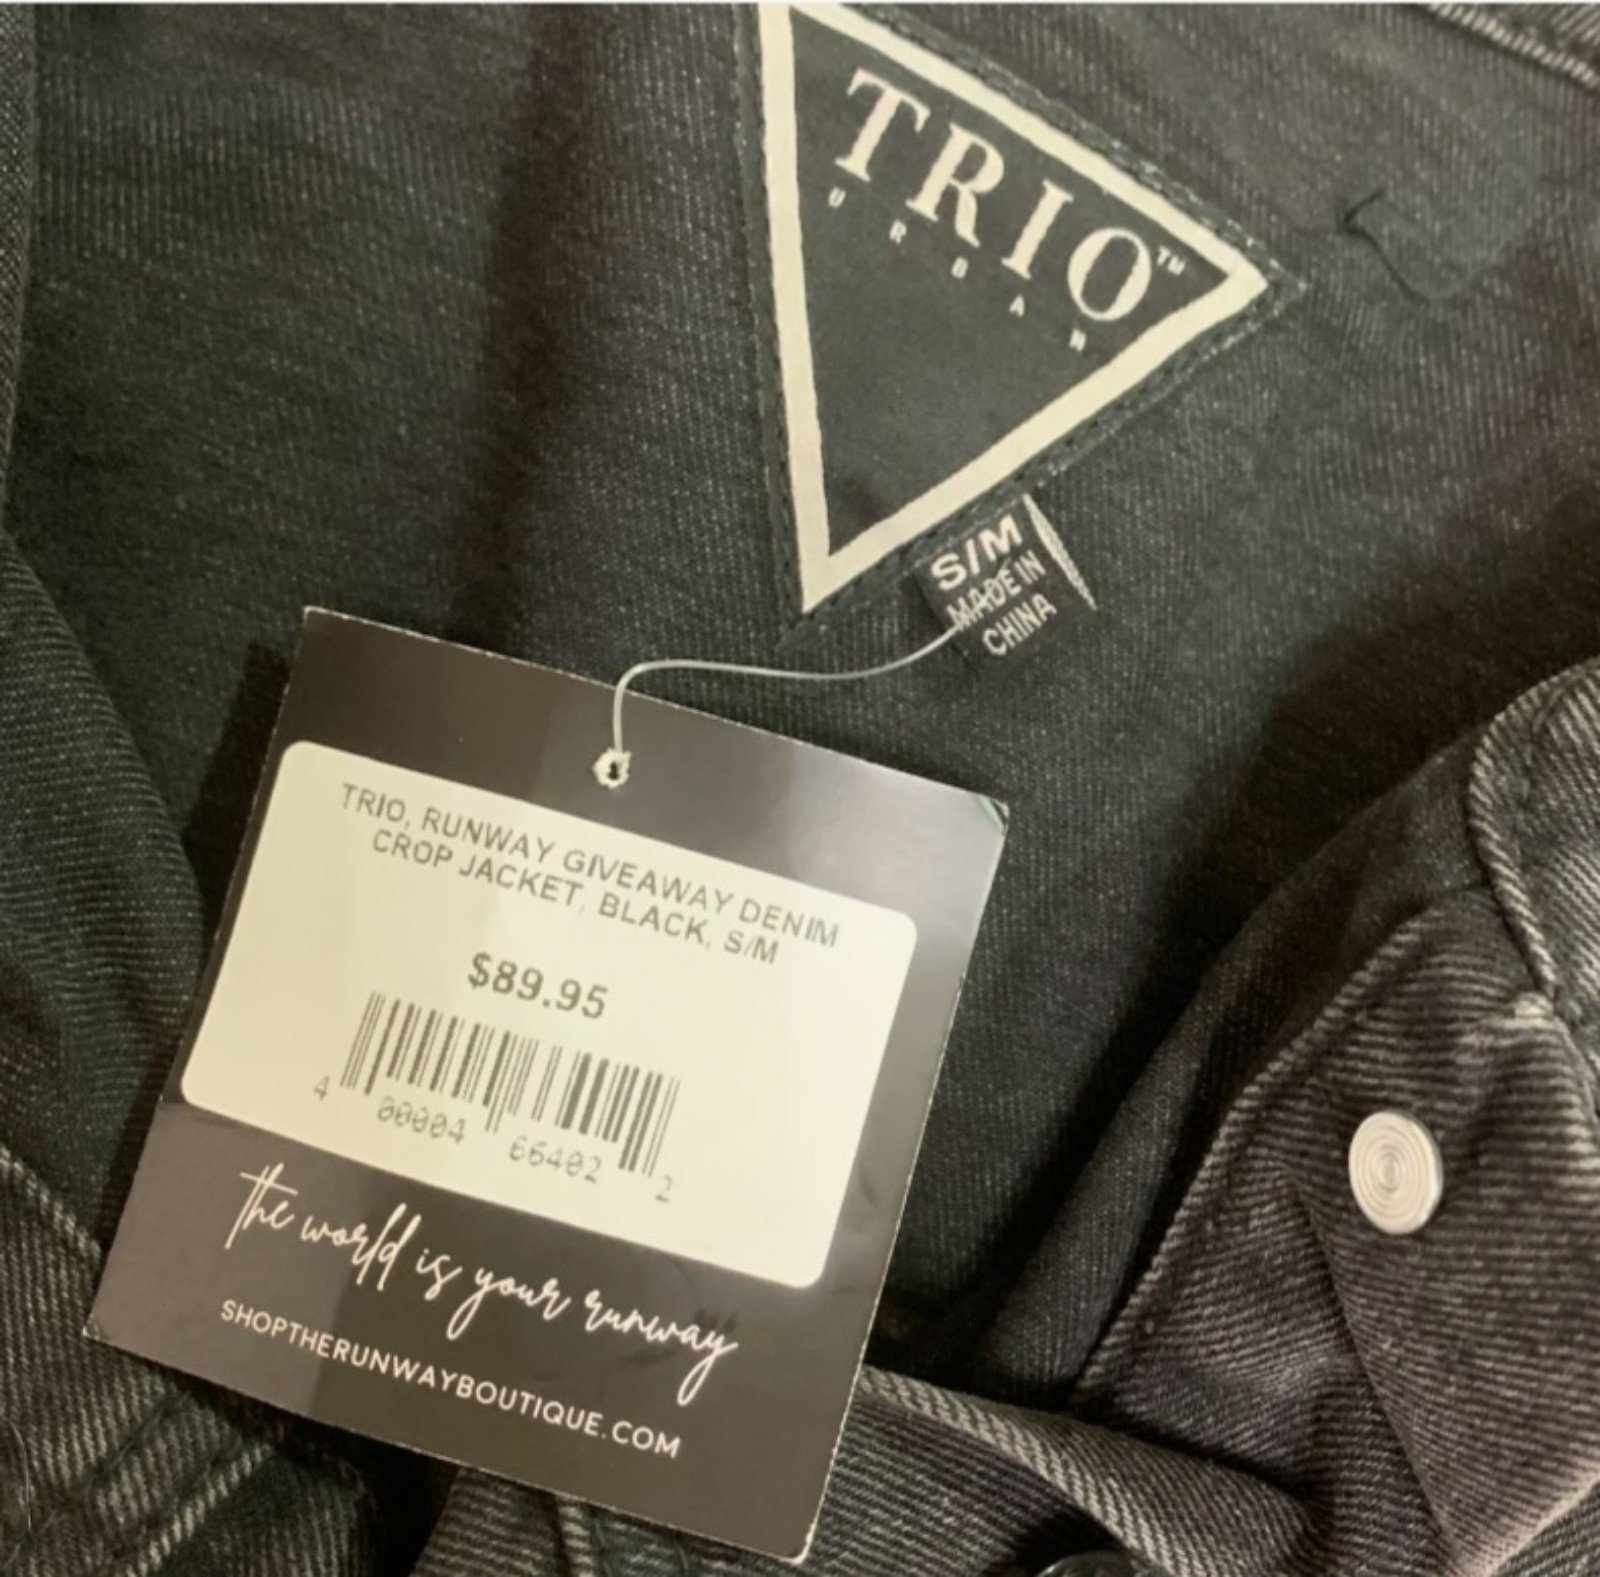 TRIO™
URBAN
S/M
MADE IN
CHINA
TRIO, RUNWAY GIVEAWAY DENIM
CROP JACKET, BLACK, S/M
$89.95
4 00004 66402 2
the world is your runway
SHOPTHERUNWAYBOUTIQUE.COM